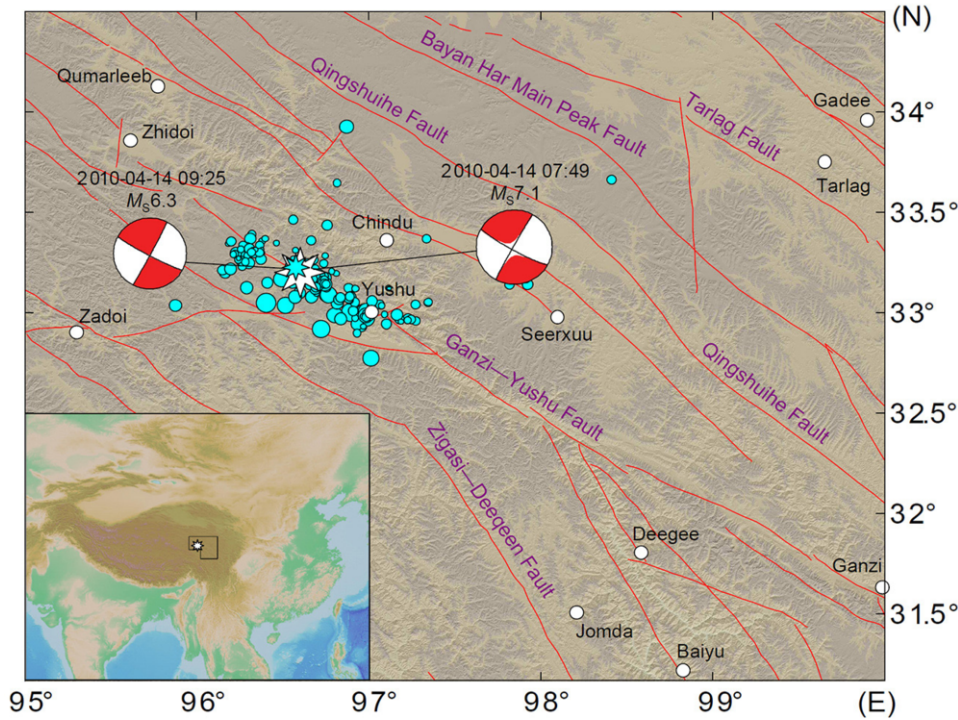 (N)
Bayan Har Main Peak Fault
Qumarleeb
Qingshuihe Fault
Tarlag Fault
Gadee
34°
Zhidoi
2010-04-14 09:25
Ms6.3
2010-04-14 07:49
Ms7.1
Tarlag
33.5°
Chindu
Yushu
33°
Zadoi
Seerxuu
Ganzi—Yushu Fault
Qingshuihe Fault
32.5°
Zigasi—Deeqeen Fault
32°
Deegee
Ganzi
31.5°
Jomda
Baiyu
95°
96°
97°
98°
99°
(E)